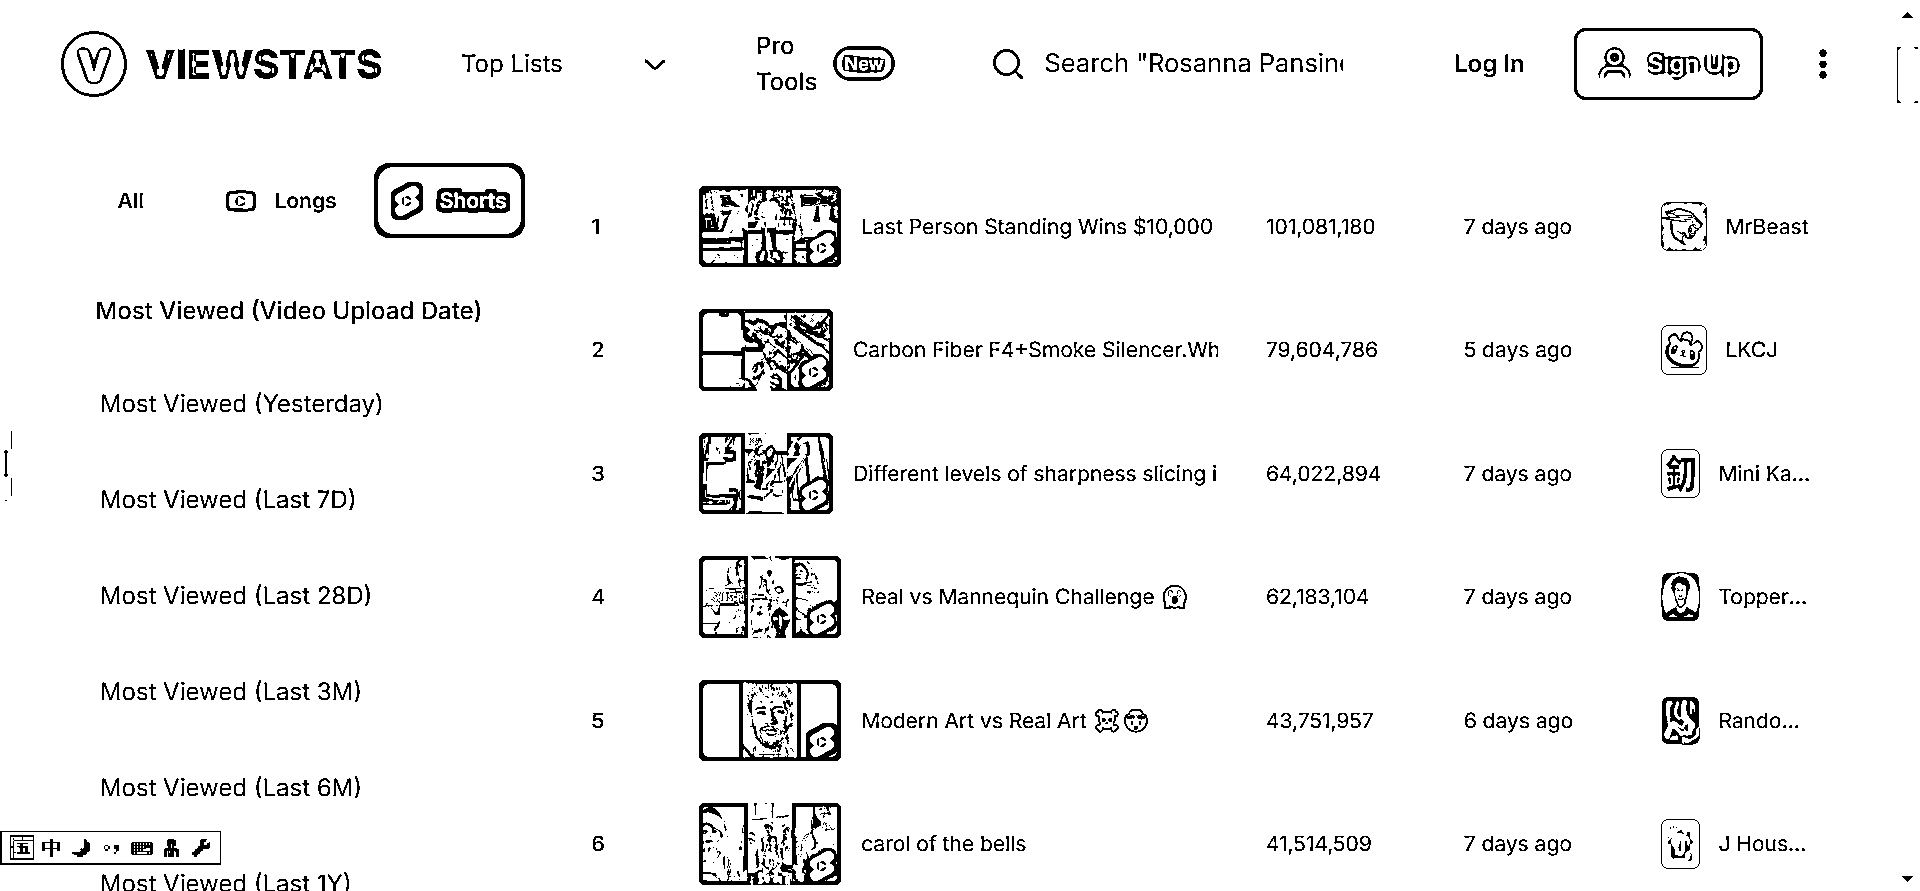 VIEWSTATS
Top Lists
Pro Tools
New
Search "Rosanna Pansin
Log In
Sign Up
All
Longs
Shorts
Most Viewed (Video Upload Date)
Most Viewed (Yesterday)
Most Viewed (Last 7D)
Most Viewed (Last 28D)
Most Viewed (Last 3M)
Most Viewed (Last 6M)
Most Viewed (Last 1Y)
1 Last Person Standing Wins $10,000 101,081,180 7 days ago MrBeast
2 Carbon Fiber F4+Smoke Silencer.Wh 79,604,786 5 days ago LKCJ
3 Different levels of sharpness slicing i 64,022,894 7 days ago 釖 Mini Ka...
4 Real vs Mannequin Challenge 😱 62,183,104 7 days ago Topper...
5 Modern Art vs Real Art 43,751,957 6 days ago Rando...
6 carol of the bells 41,514,509 7 days ago J Hous...
五 中